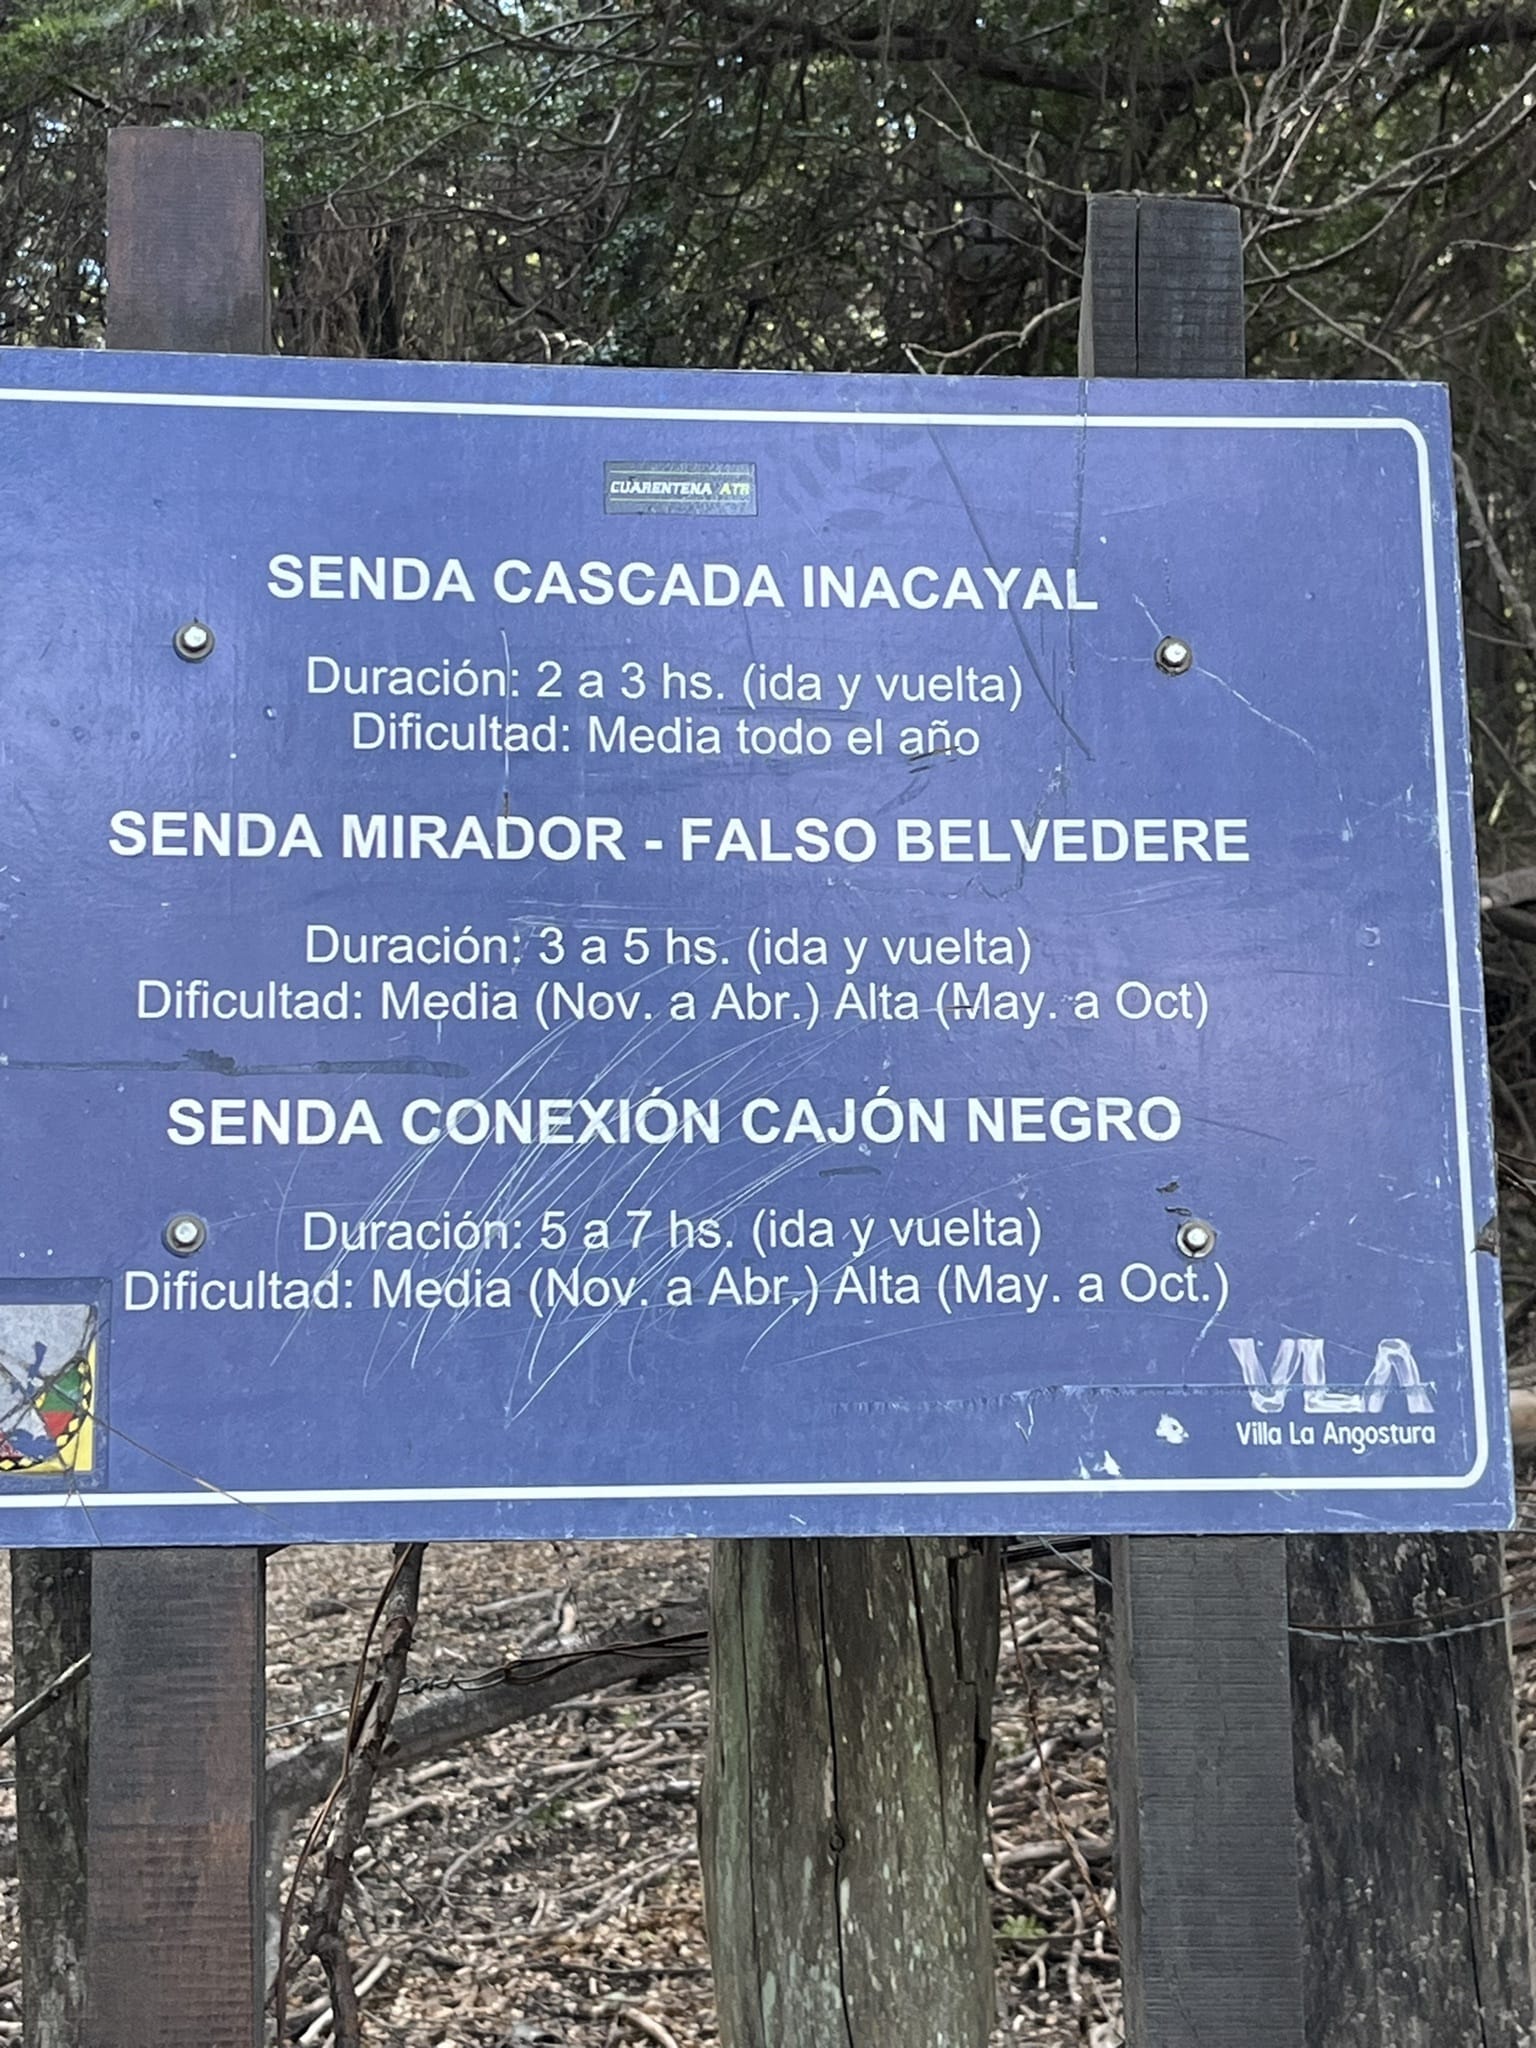 CUARENTENA ATR
SENDA CASCADA INACAYAL
Duración: 2 a 3 hs. (ida y vuelta)
Dificultad: Media todo el año
SENDA MIRADOR - FALSO BELVEDERE
Duración: 3 a 5 hs. (ida y vuelta)
Dificultad: Media (Nov. a Abr.) Alta (May. a Oct)
SENDA CONEXIÓN CAJÓN NEGRO
Duración: 5 a 7 hs. (ida y vuelta)
Dificultad: Media (Nov. a Abr.) Alta (May. a Oct.)
VLA
Villa La Angostura